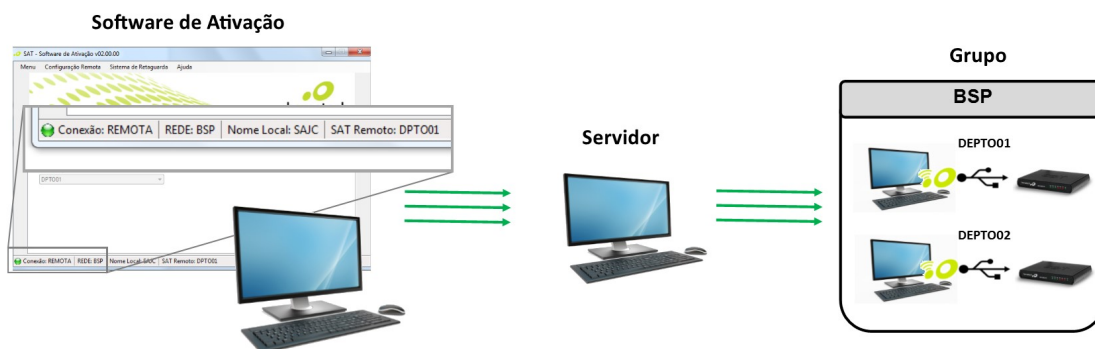 Software de Ativação
SAT - Software de Ativação v02.00.00
Menu Configuração Remota Sistema de Retaguarda Ajuda
Conexão: REMOTA REDE: BSP Nome Local: SAJC SAT Remoto: DPTO01
DPTO01
Conexão: REMOTA REDE: BSP Nome Local: SAJC SAT Remoto: DPTO01
Servidor
Grupo
BSP
DEPTO01
DEPTO02